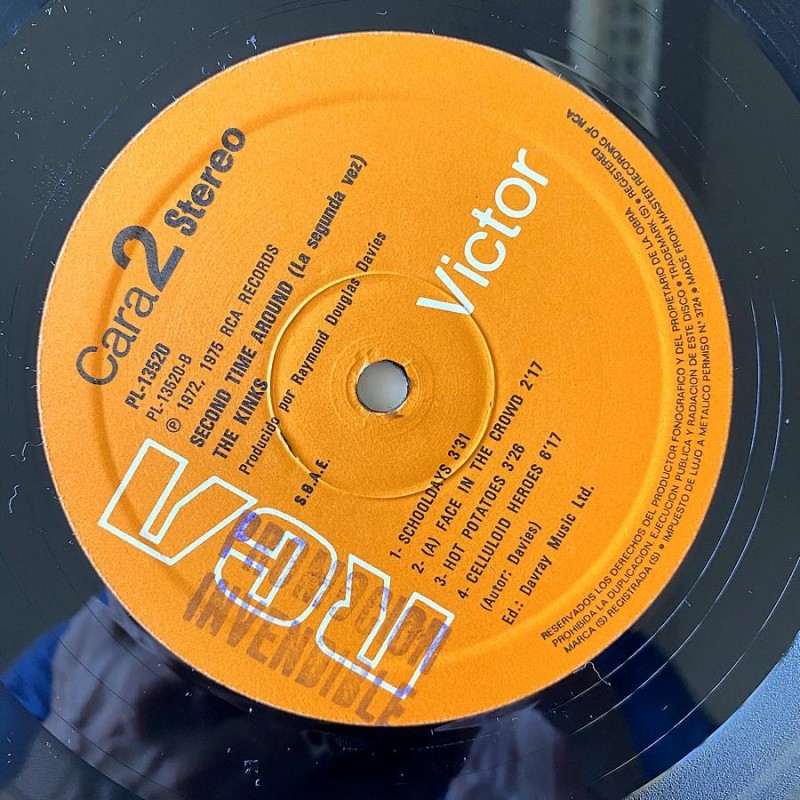 Cara 2 Stereo
PL-13520
PL-13520-B
Ⓟ 1972, 1975 RCA RECORDS
SECOND TIME AROUND (La segunda vez)
THE KINKS
Producido por Raymond Douglas Davies
S.G.A.E.
RCA
Victor
1- SCHOOLDAYS 3'31
2- (A) FACE IN THE CROWD 2'17
3- HOT POTATOES 3'26
4- CELLULOID HEROES 6'17
(Autor: Davies)
Ed.: Davray Music Ltd.
PROMOCION
INVENDIBLE
RESERVADOS LOS DERECHOS DEL PRODUCTOR FONOGRAFICO Y DEL PROPIETARIO DE LA OBRA
PROHIBIDA LA DUPLICACION, EJECUCION PUBLICA Y RADIACION DE ESTE DISCO ● TRADEMARK (S) ● REGISTERED
MARCA (S) REGISTRADA (S) ● IMPUESTO DE LUJO A METALICO PERMISO N.° 3724 ● MADE FROM MASTER RECORDING OF RCA